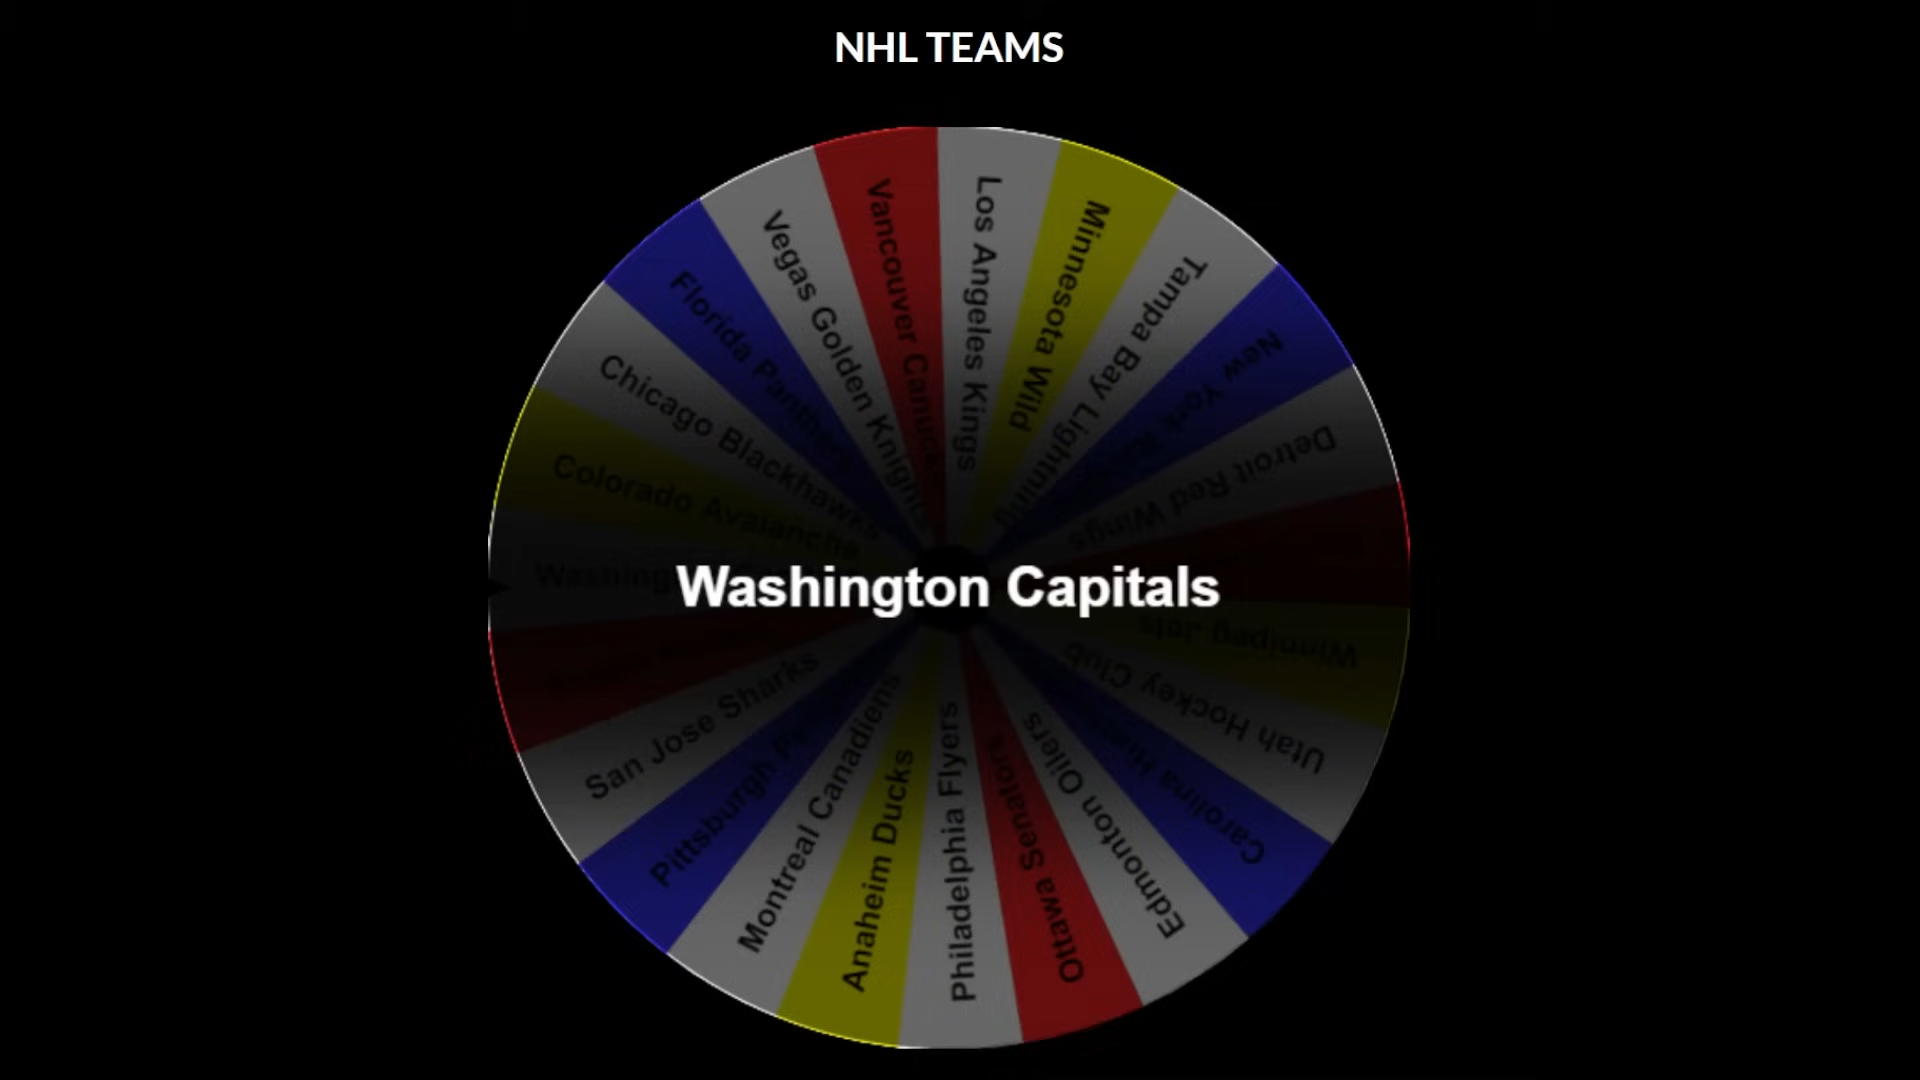 NHL TEAMS
Los Angeles Kings
Minnesota Wild
Tampa Bay Lightning
New York
Detroit Red Wings
Winnipeg Jets
Utah Hockey Club
Carolina
Edmonton Oilers
Ottawa Senators
Philadelphia Flyers
Anaheim Ducks
Montreal Canadiens
Pittsburgh
San Jose Sharks
Washington Capitals
Colorado Avalanche
Chicago Blackhawks
Florida Panthers
Vegas Golden Knights
Vancouver Canucks